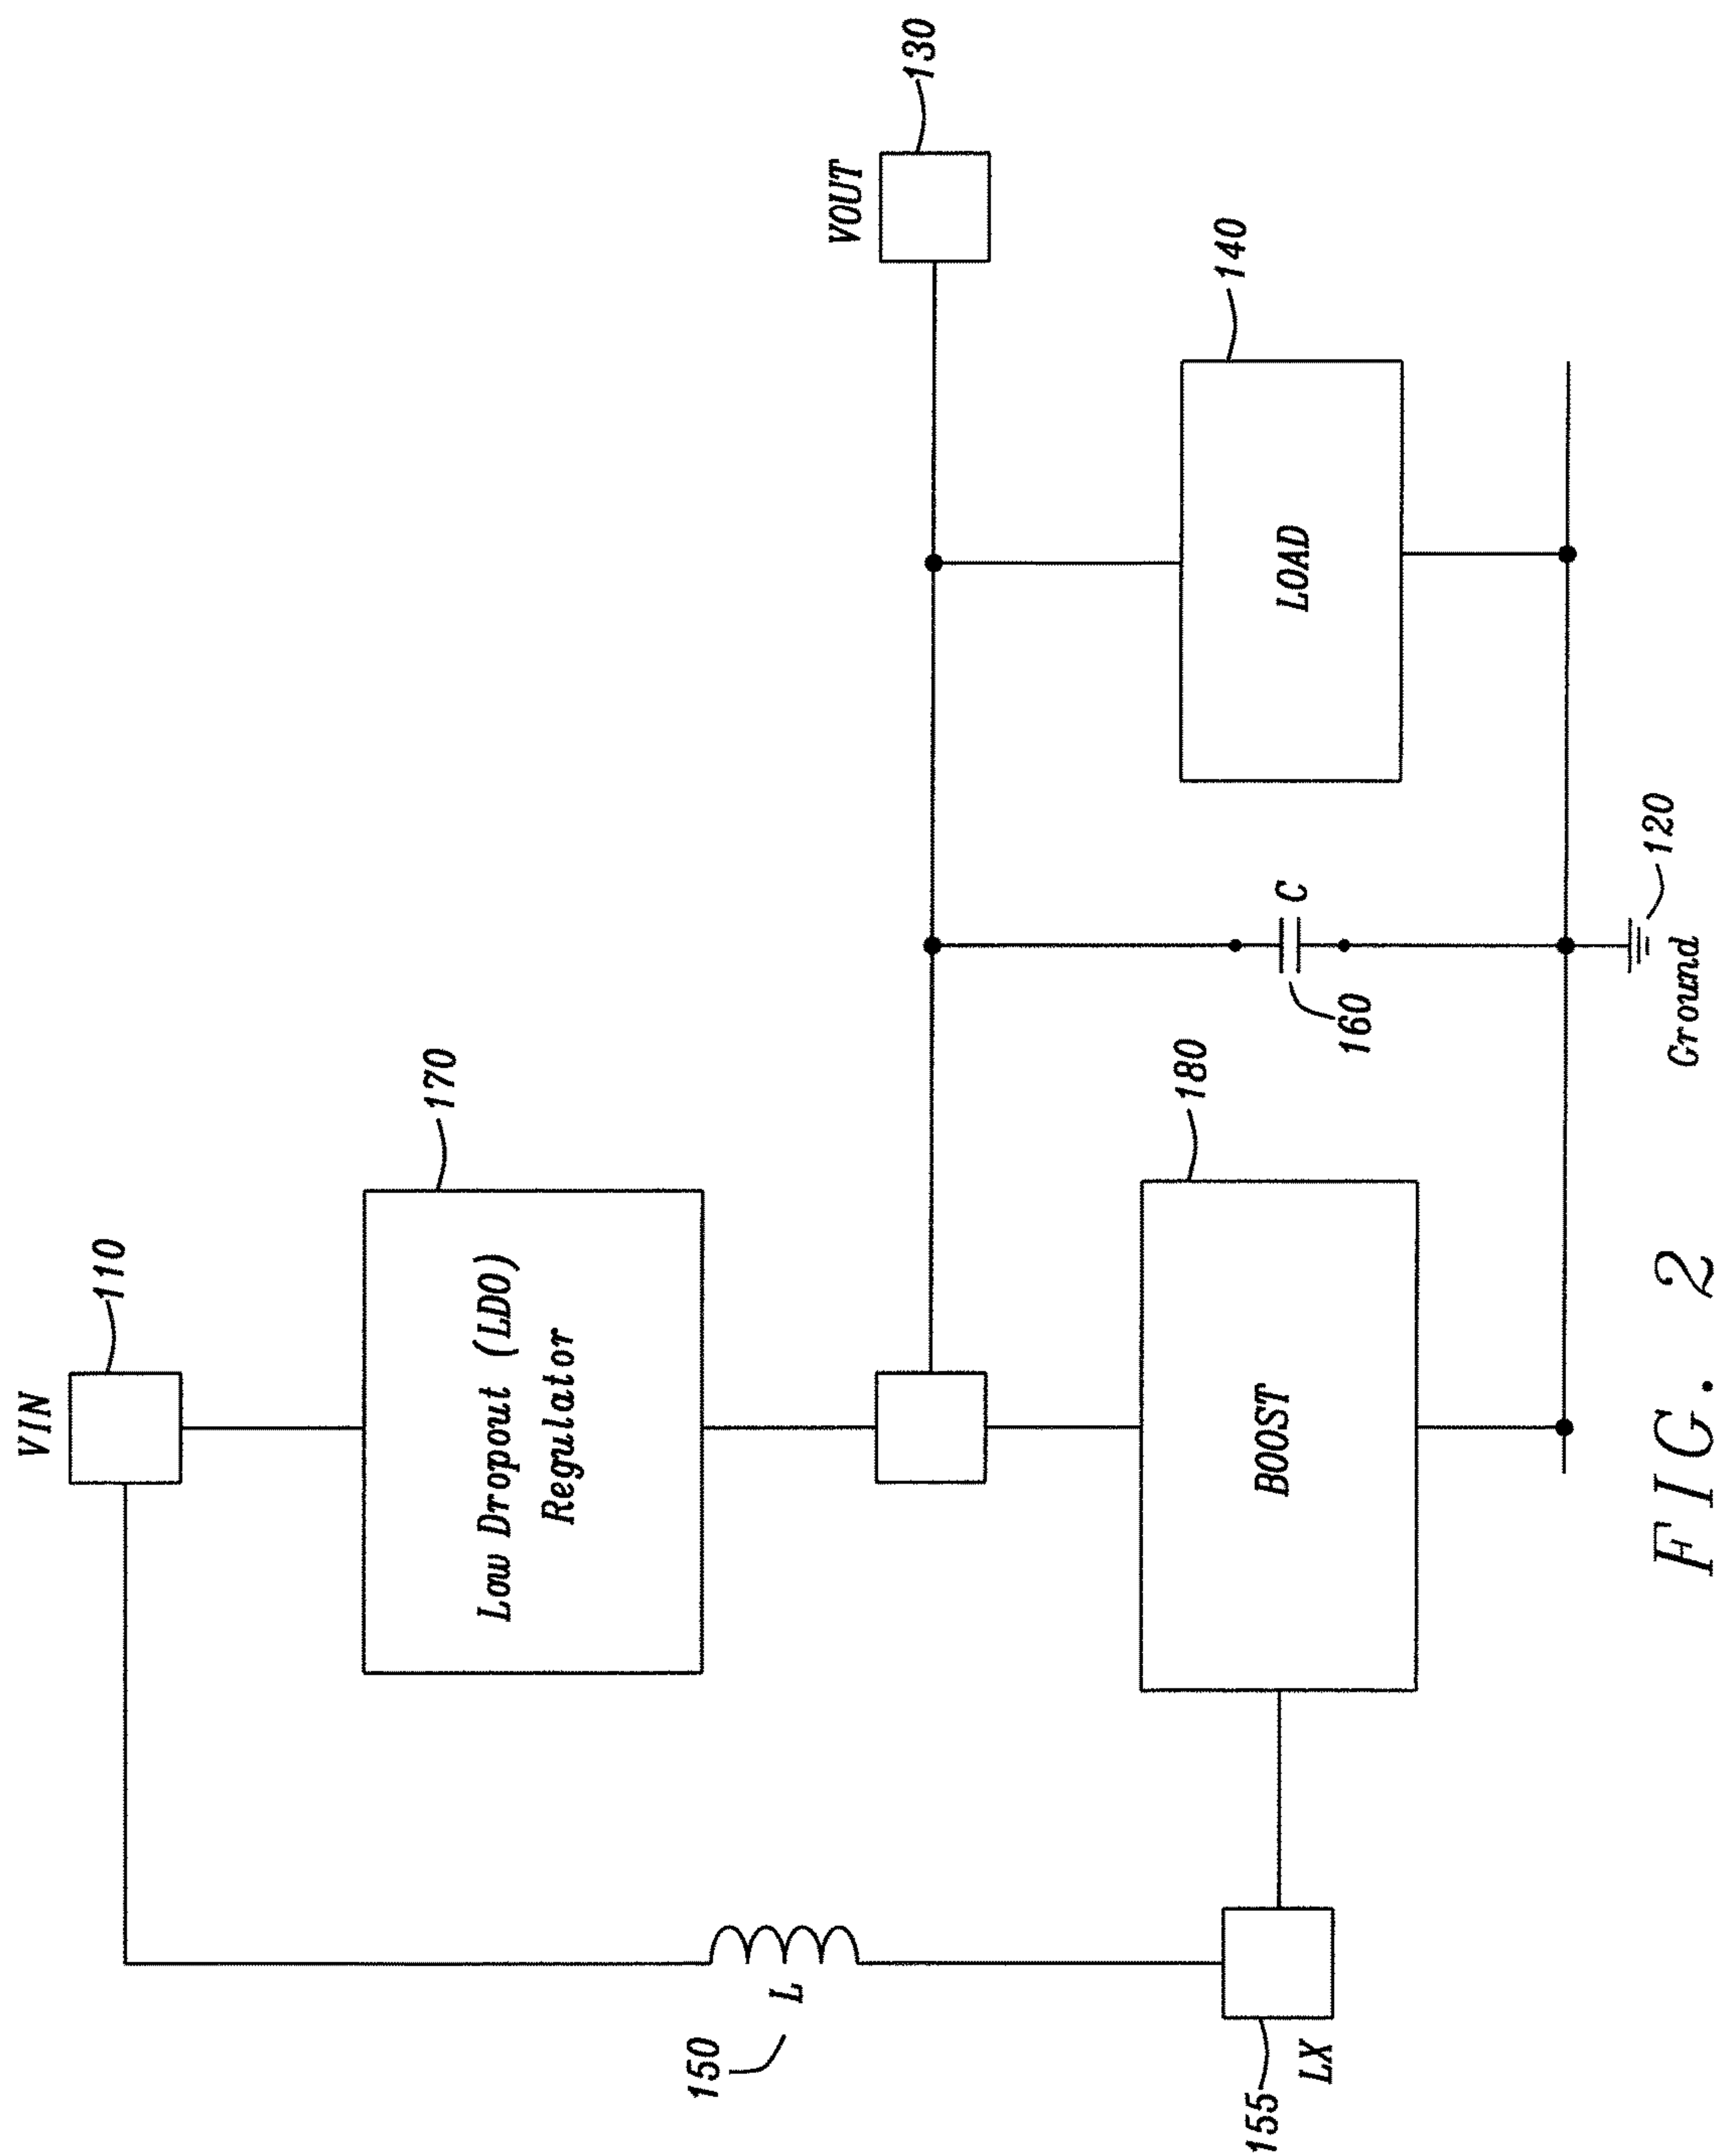 VIN
110
Low Dropout (LDO)
Regulator
170
VOUT
130
150
L
155
LX
BOOST
180
160
C
LOAD
140
120
Ground
FIG. 2